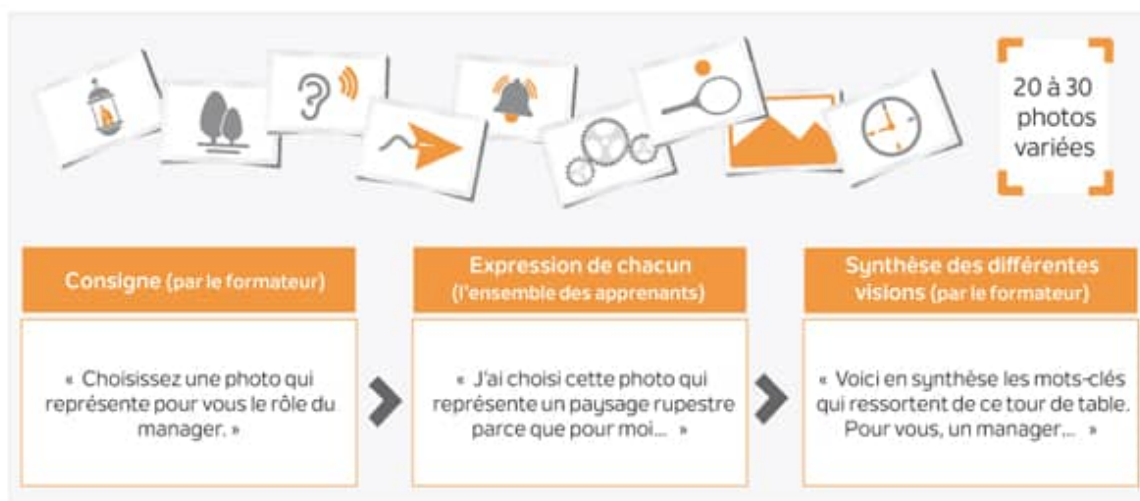 20 à 30
photos
variées
Consigne (par le formateur)
« Choisissez une photo qui
représente pour vous le rôle du
manager. »
Expression de chacun
(l'ensemble des apprenants)
« J'ai choisi cette photo qui
représente un paysage rupestre
parce que pour moi... »
Synthèse des différentes
visions (par le formateur)
« Voici en synthèse les mots-clés
qui ressortent de ce tour de table.
Pour vous, un manager... »